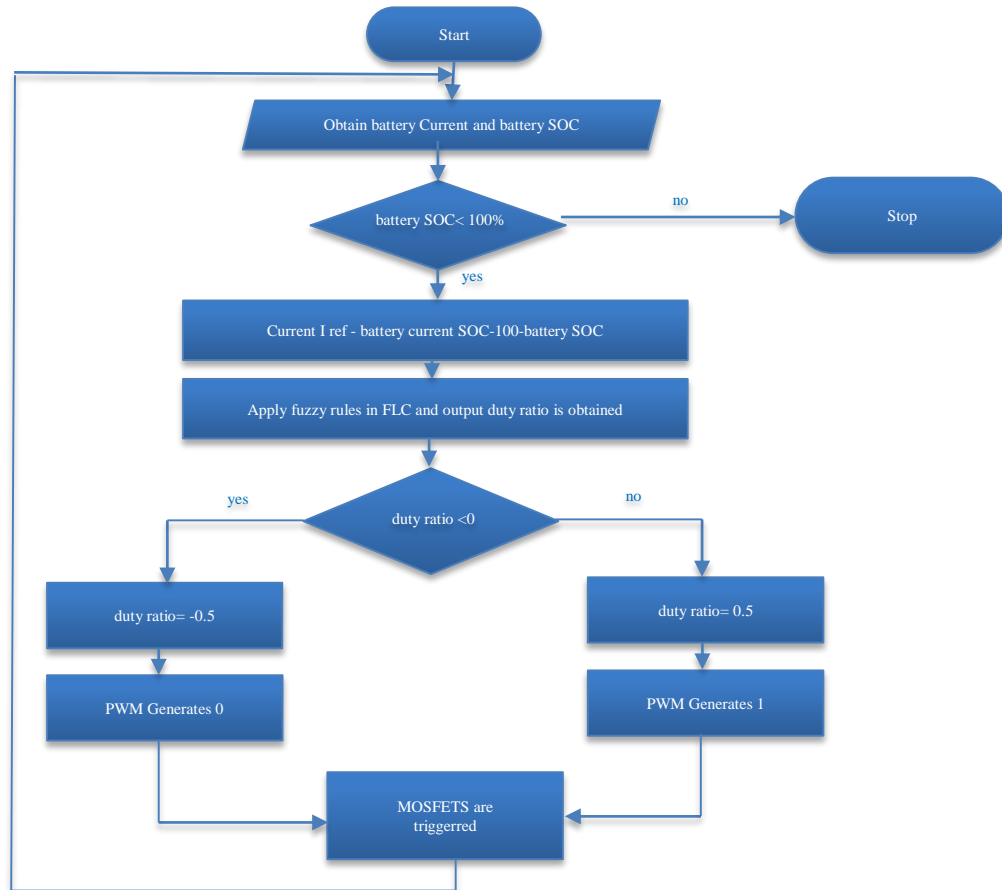 Start
Obtain battery Current and battery SOC
battery SOC< 100%
no
Stop
yes
Current I ref - battery current SOC-100-battery SOC
Apply fuzzy rules in FLC and output duty ratio is obtained
yes
no
duty ratio <0
duty ratio= -0.5
duty ratio= 0.5
PWM Generates 0
PWM Generates 1
MOSFETS are
triggerred